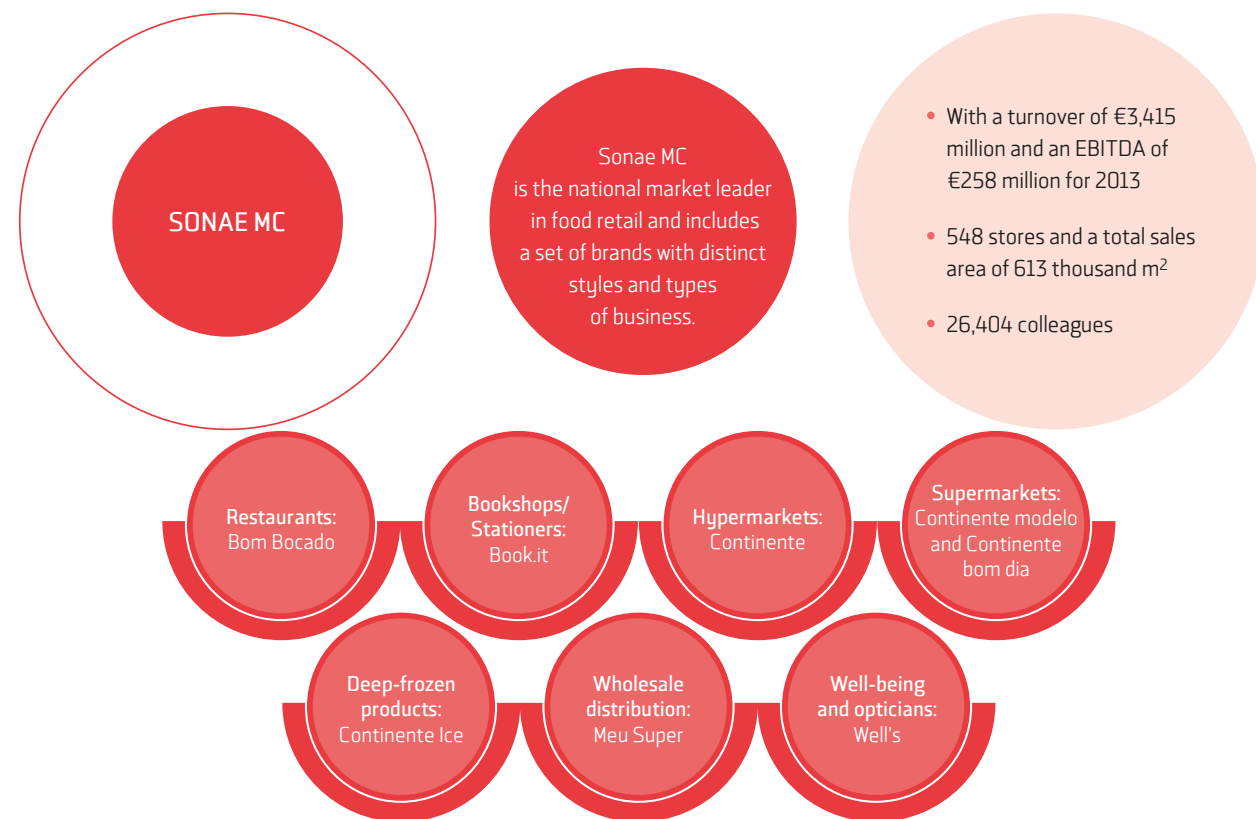 SONAE MC
Sonae MC
is the national market leader
in food retail and includes
a set of brands with distinct
styles and types
of business.
• With a turnover of €3,415
million and an EBITDA of
€258 million for 2013
• 548 stores and a total sales
area of 613 thousand m²
• 26,404 colleagues
Restaurants:
Bom Bocado
Bookshops/
Stationers:
Book.it
Hypermarkets:
Continente
Supermarkets:
Continente modelo
and Continente
bom dia
Deep-frozen
products:
Continente Ice
Wholesale
distribution:
Meu Super
Well-being
and opticians:
Well's